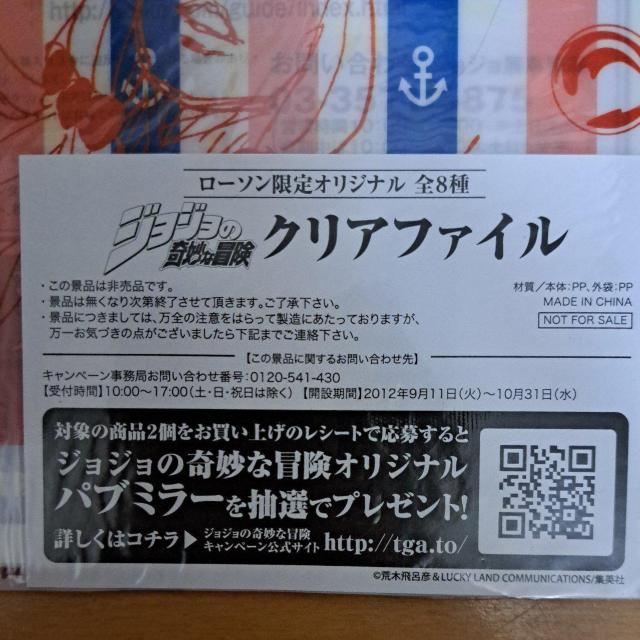 お問い合わ
ローソン限定オリジナル 全8種
ジョジョの奇妙な冒険 クリアファイル
・この景品は非売品です。
・景品は無くなり次第終了させて頂きます。ご了承下さい。
・景品につきましては、万全の注意をはらって製造にあたっておりますが、
万一お気づきの点がございましたら下記までご連絡下さい。
材質／本体:PP、外袋:PP
MADE IN CHINA
NOT FOR SALE
【この景品に関するお問い合わせ先】
キャンペーン事務局お問い合わせ番号:0120-541-430
【受付時間】10:00～17:00（土・日・祝日は除く）【開設期間】2012年9月11日（火）～10月31日（水）
対象の商品2個をお買い上げのレシートで応募すると
ジョジョの奇妙な冒険オリジナル
パブミラーを抽選でプレゼント!
詳しくはコチラ▶ジョジョの奇妙な冒険
キャンペーン公式サイト http://tga.to/
©荒木飛呂彦&LUCKY LAND COMMUNICATIONS/集英社